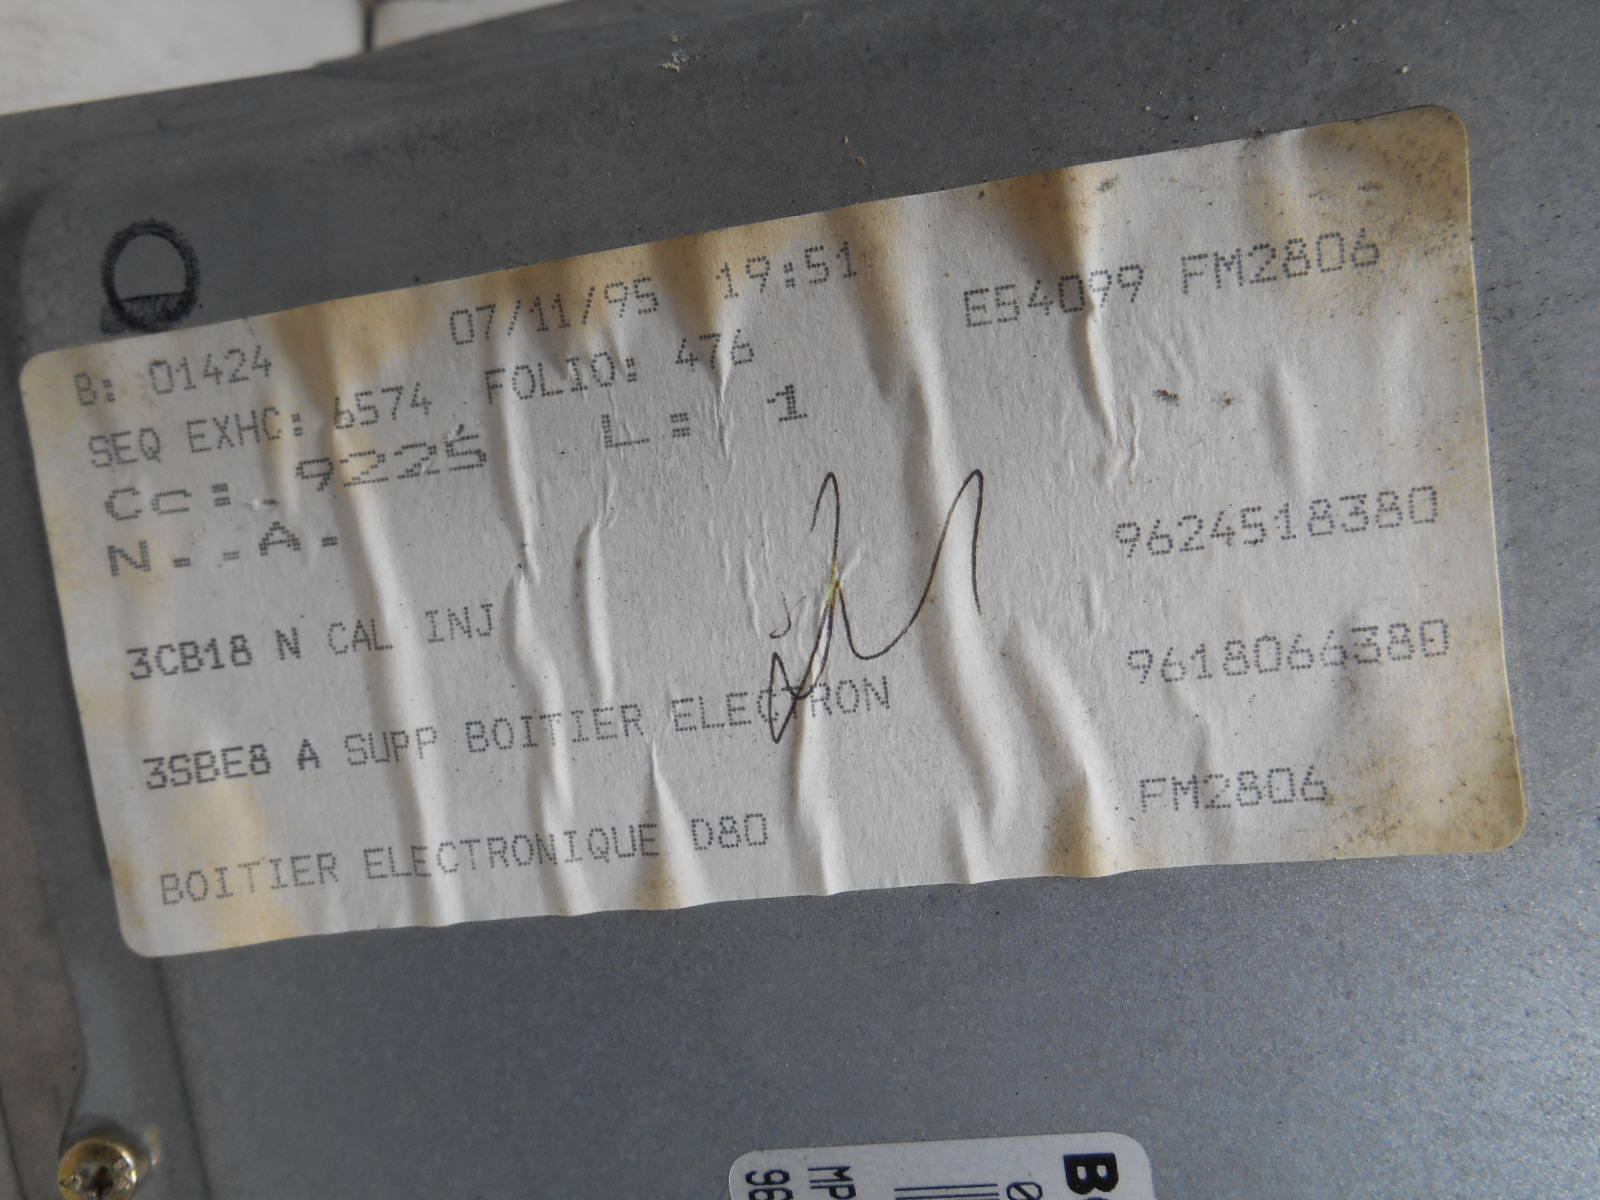 B: 01424 07/11/95 19:51 E54099 FM2806
SEQ EXHC: 6574 FOLIO: 476
Cc: 9225 L: 1
N. .A.
3CB18 N CAL INJ 9624518380
3SBE8 A SUPP BOITIER ELECTRON 9618066380
BOITIER ELECTRONIQUE D80 FM2806
MP